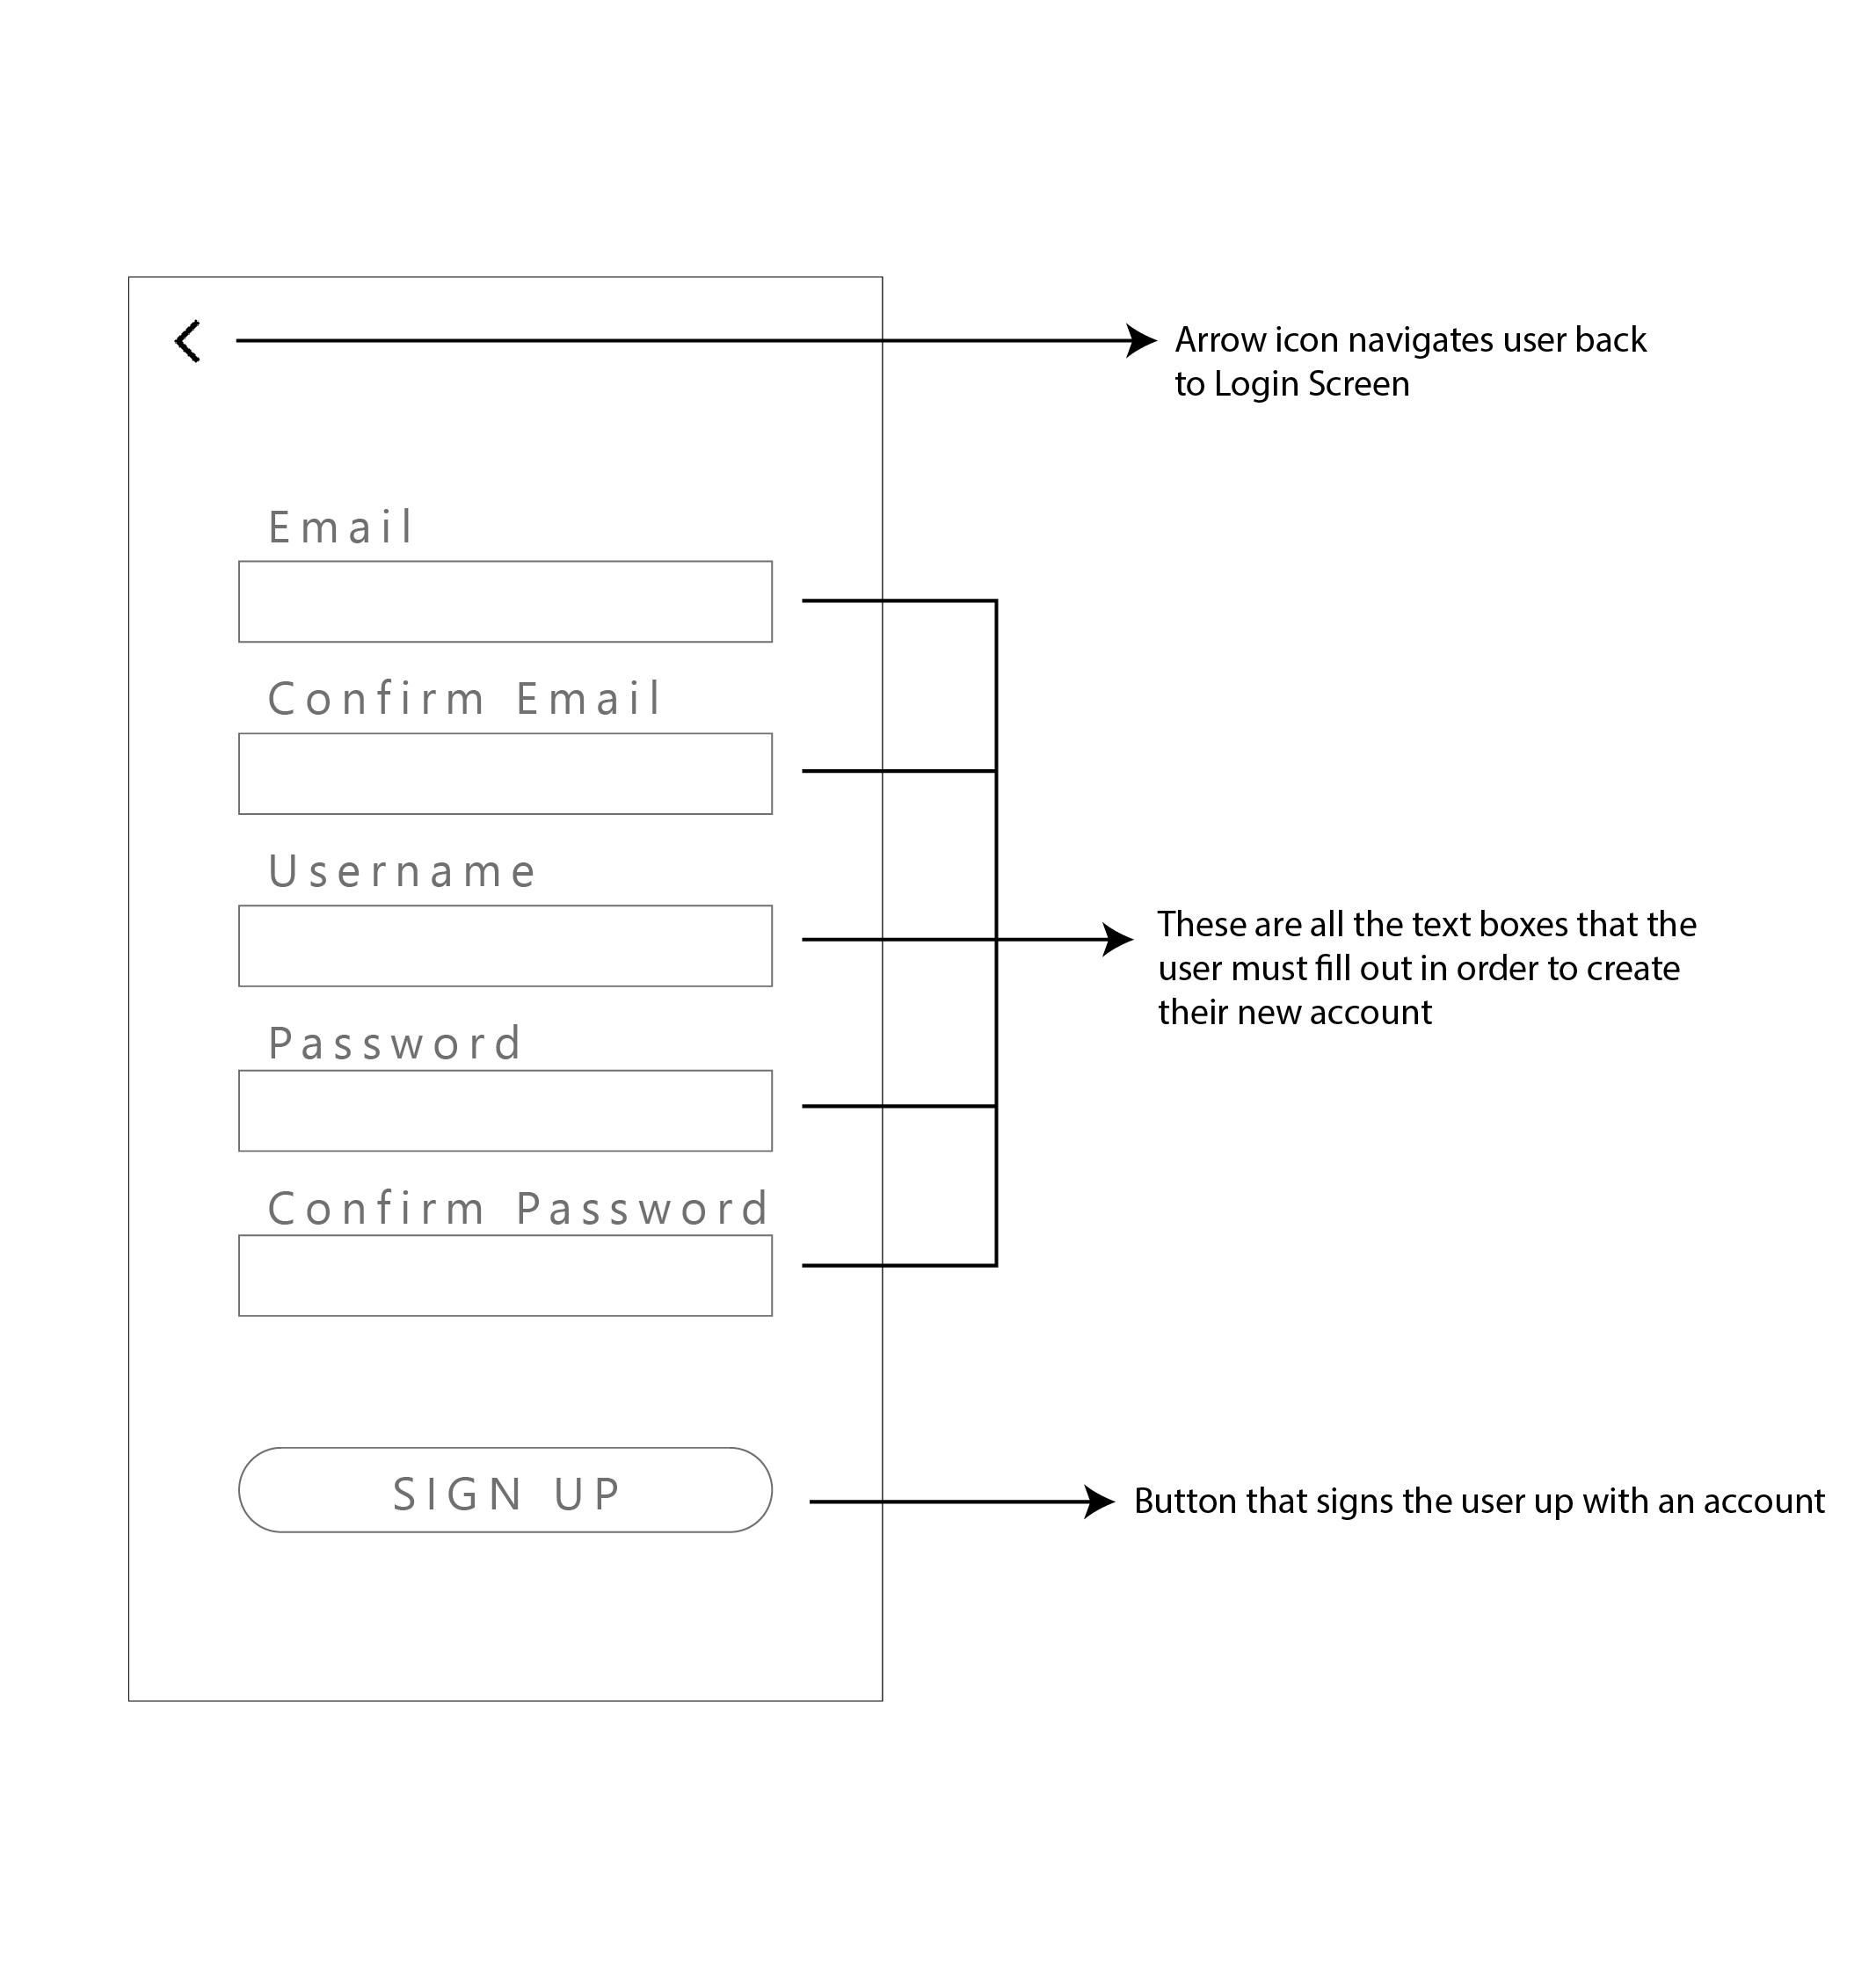 Arrow icon navigates user back
to Login Screen
Email
Confirm Email
Username
These are all the text boxes that the
user must fill out in order to create
their new account
Password
Confirm Password
SIGN UP
Button that signs the user up with an account